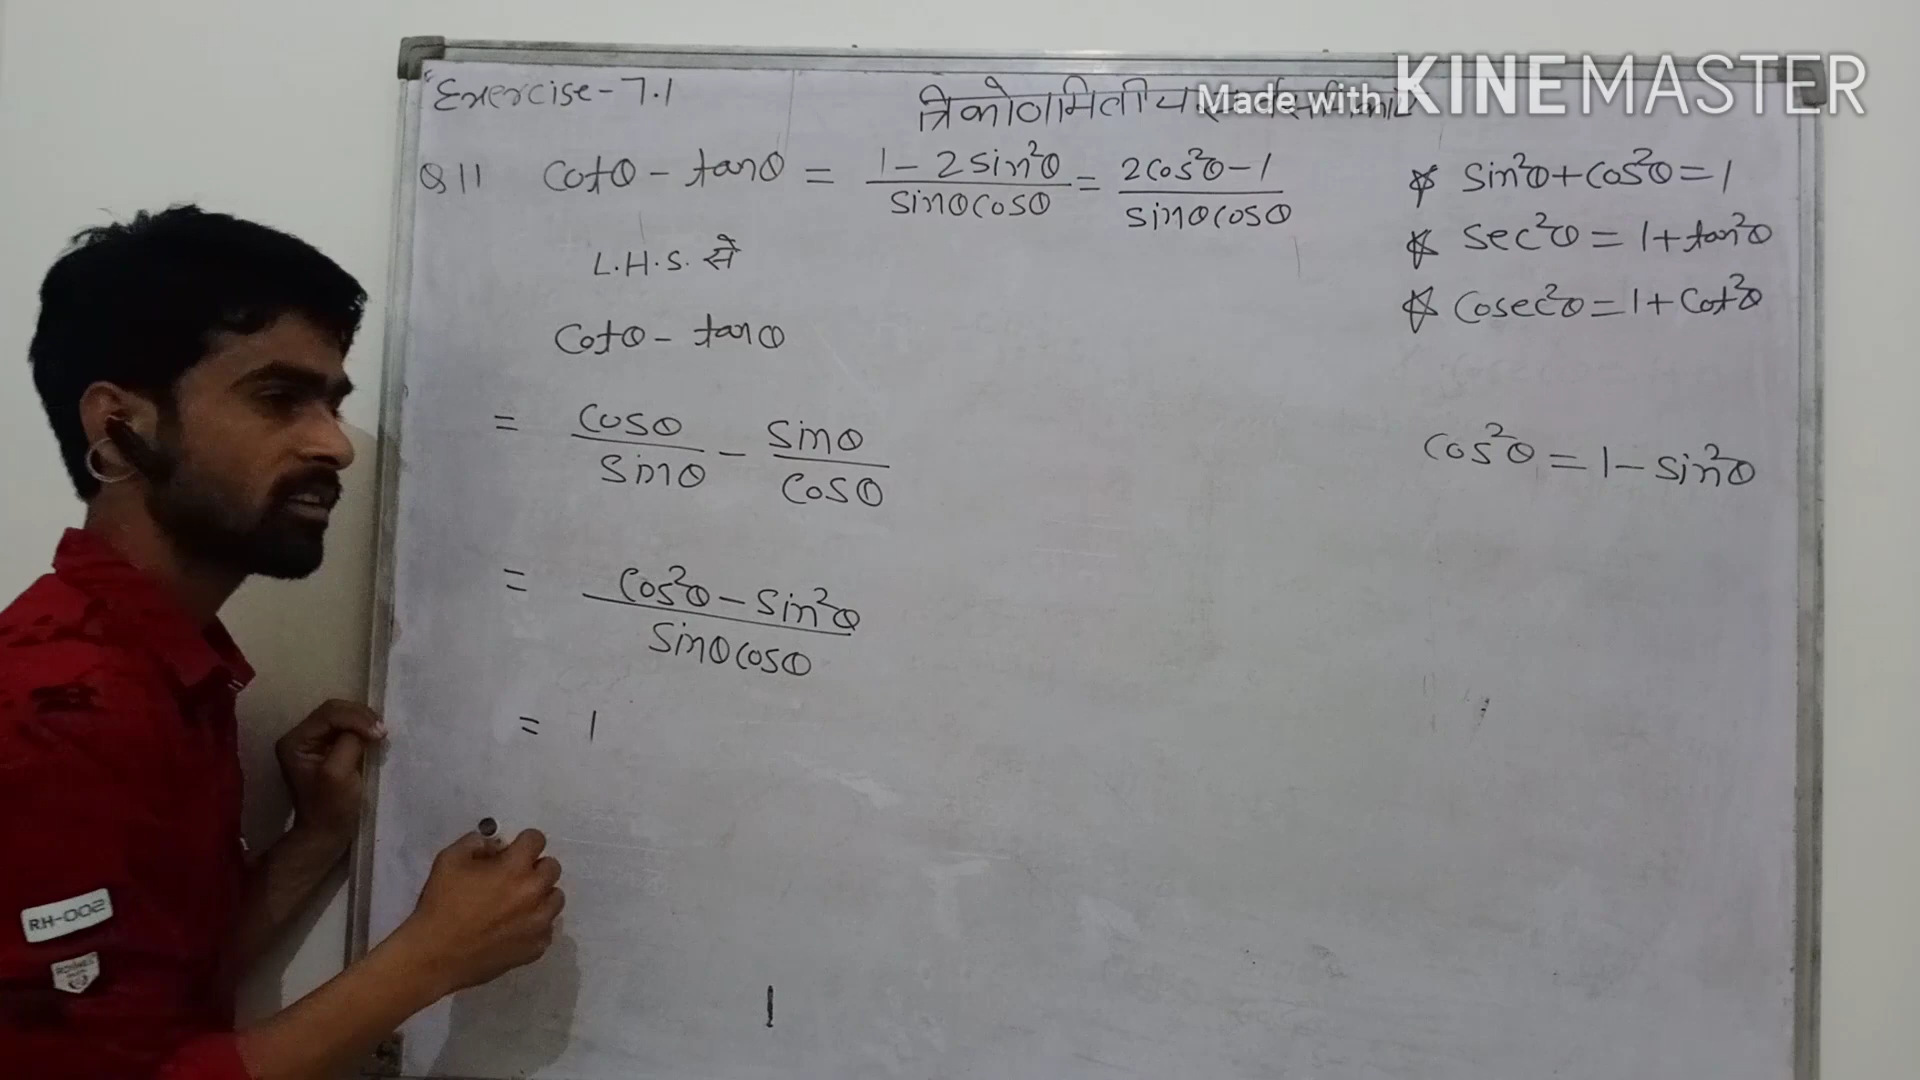 Exercise-7.1
त्रिकोणमितीय
Made with KINEMASTER
Q11 cotθ - tanθ = (1 - 2sin²θ)/(sinθcosθ) = (2cos²θ - 1)/(sinθcosθ)
L.H.S. से
cotθ - tanθ
= cosθ/sinθ - sinθ/cosθ
= (cos²θ - sin²θ)/(sinθcosθ)
= 1
☆ sin²θ + cos²θ = 1
☆ sec²θ = 1 + tan²θ
☆ cosec²θ = 1 + cot²θ
cos²θ = 1 - sin²θ
RH-002